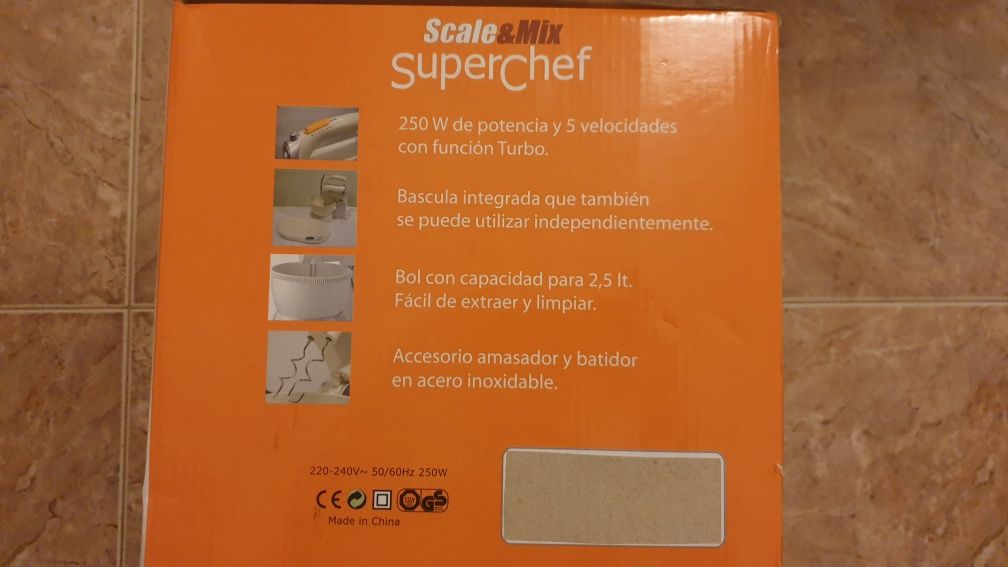 Scale&Mix
SuperChef
250 W de potencia y 5 velocidades
con función Turbo.
Bascula integrada que también
se puede utilizar independientemente.
Bol con capacidad para 2,5 lt.
Fácil de extraer y limpiar.
Accesorio amasador y batidor
en acero inoxidable.
220-240V~ 50/60Hz 250W
CE GS
Made in China